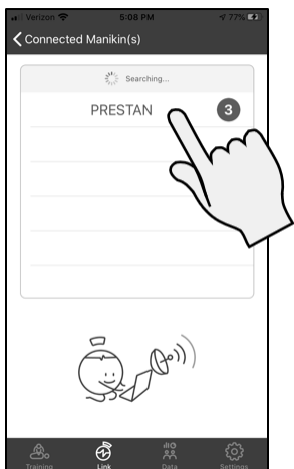 Verizon 5:08 PM 77%
Connected Manikin(s)
Searching...
PRESTAN 3
Training Link Data Settings